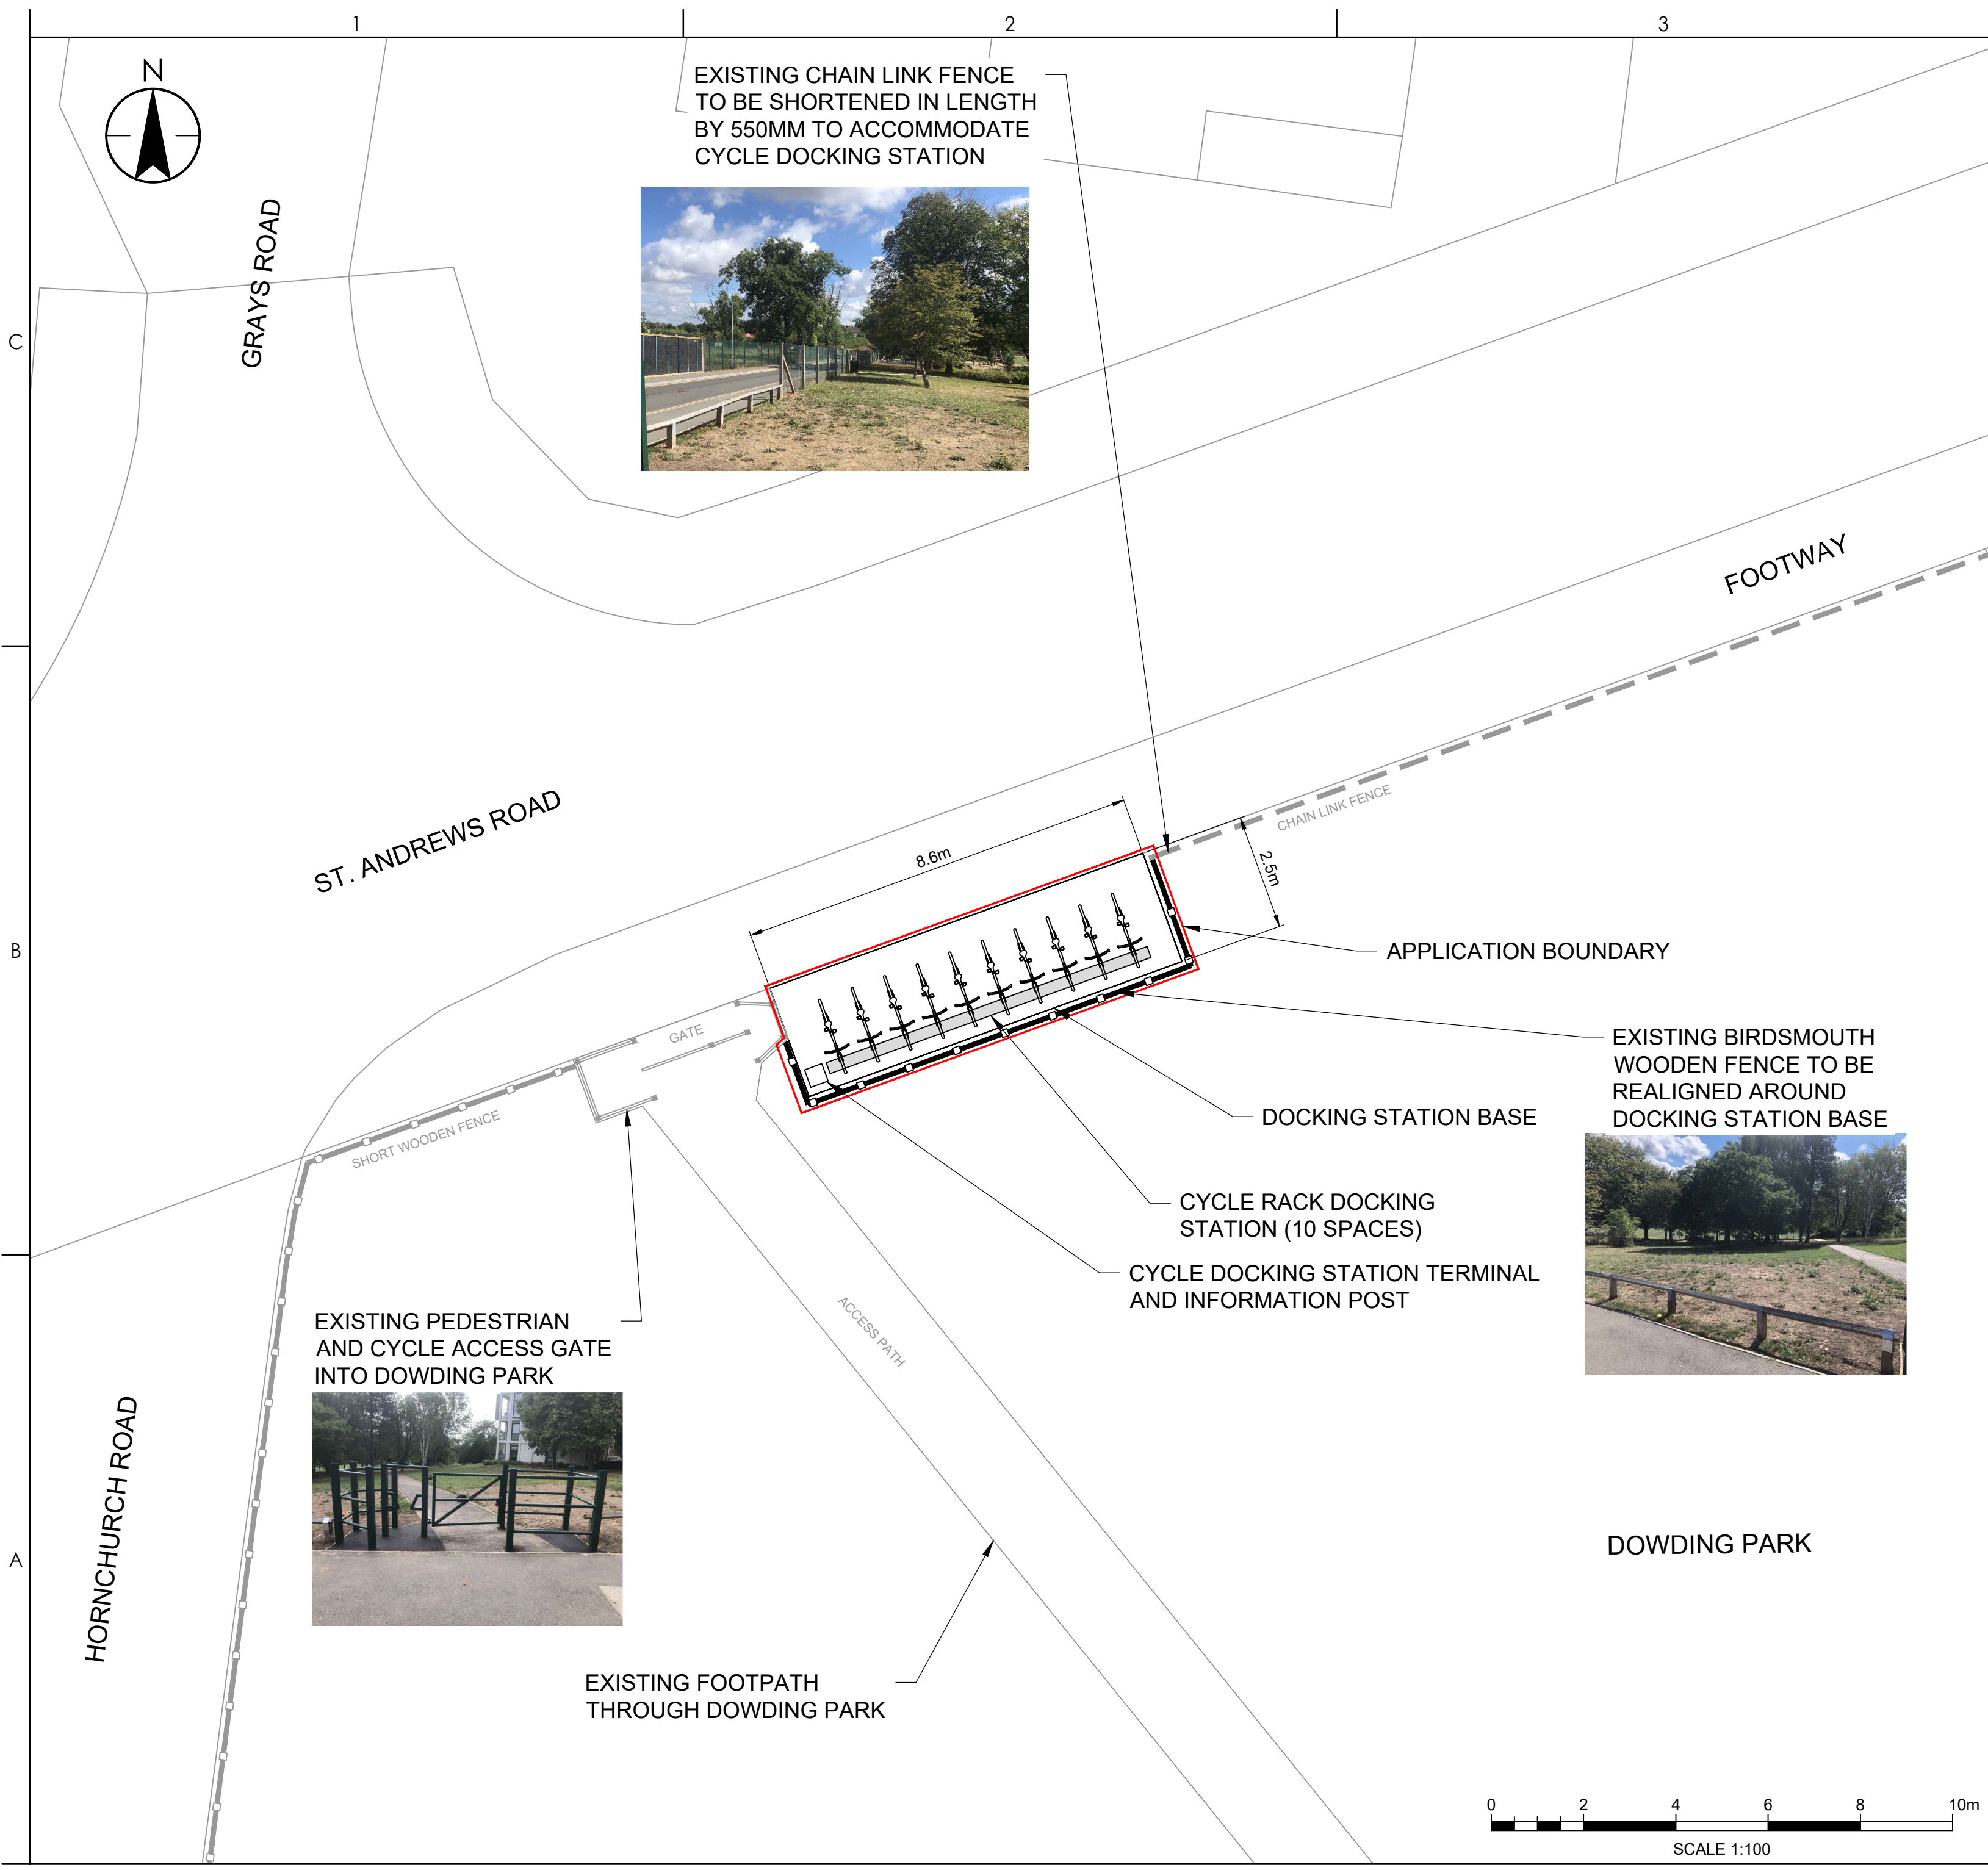 1
2
3
N
EXISTING CHAIN LINK FENCE
TO BE SHORTENED IN LENGTH
BY 550MM TO ACCOMMODATE
CYCLE DOCKING STATION
GRAYS ROAD
C
FOOTWAY
CHAIN LINK FENCE
ST. ANDREWS ROAD
8.6m
2.5m
B
APPLICATION BOUNDARY
GATE
EXISTING BIRDSMOUTH
WOODEN FENCE TO BE
REALIGNED AROUND
DOCKING STATION BASE
DOCKING STATION BASE
SHORT WOODEN FENCE
CYCLE RACK DOCKING
STATION (10 SPACES)
CYCLE DOCKING STATION TERMINAL
AND INFORMATION POST
EXISTING PEDESTRIAN
AND CYCLE ACCESS GATE
INTO DOWDING PARK
ACCESS PATH
HORNCHURCH ROAD
A
DOWDING PARK
EXISTING FOOTPATH
THROUGH DOWDING PARK
0 2 4 6 8 10m
SCALE 1:100